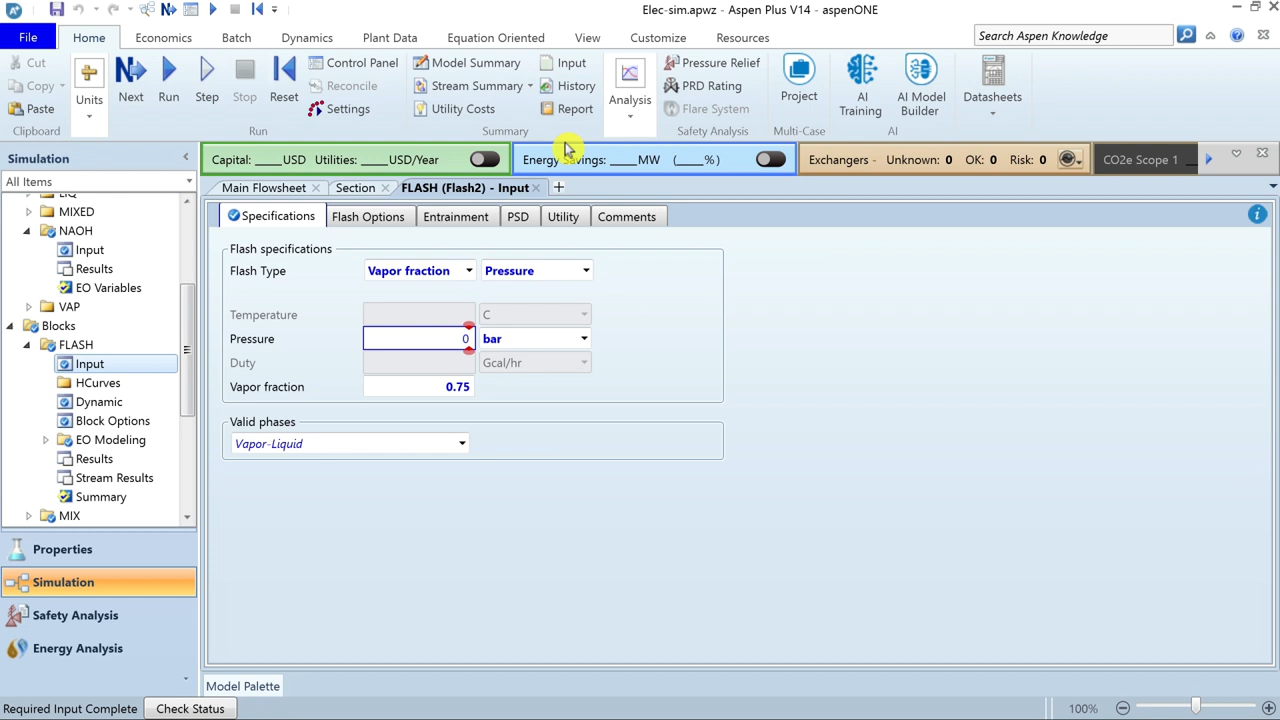 Elec-sim.apwz - Aspen Plus V14 - aspenONE
File Home Economics Batch Dynamics Plant Data Equation Oriented View Customize Resources Search Aspen Knowledge
Cut
Copy
Paste
Clipboard
Units
Next Run Step Stop Reset
Control Panel
Reconcile
Settings
Run
Model Summary
Stream Summary
Utility Costs
Input
History
Report
Summary
Analysis
Pressure Relief
PRD Rating
Flare System
Safety Analysis
Project
Multi-Case
AI Training
AI Model Builder
AI
Datasheets
Simulation
Capital: _____USD Utilities: _____USD/Year
Energy Savings: _____MW (_____%)
Exchangers - Unknown: 0 OK: 0 Risk: 0
CO2e Scope 1
All Items
Main Flowsheet Section FLASH (Flash2) - Input
LIQ
MIXED
NAOH
Input
Results
EO Variables
VAP
Blocks
FLASH
Input
HCurves
Dynamic
Block Options
EO Modeling
Results
Stream Results
Summary
MIX
Properties
Simulation
Safety Analysis
Energy Analysis
Specifications Flash Options Entrainment PSD Utility Comments
Flash specifications
Flash Type Vapor fraction Pressure
Temperature C
Pressure 0 bar
Duty Gcal/hr
Vapor fraction 0.75
Valid phases
Vapor-Liquid
Model Palette
Required Input Complete Check Status 100%